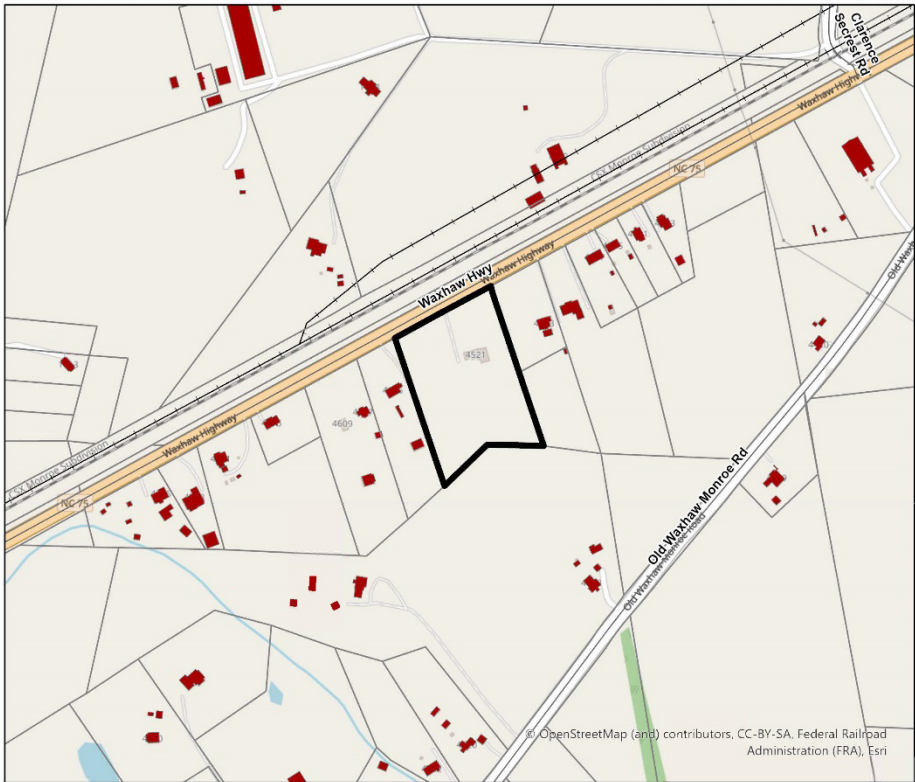 Clarence
Secrest Rd
Waxhaw Highway
CSX Monroe Subdivision
NC 75
Waxhaw Hwy
Waxhaw Highway
4521
4609
Waxhaw Highway
CSX Monroe Subdivision
NC 75
Old Waxhaw Monroe Rd
Old Waxhaw Monroe Road
© OpenStreetMap (and) contributors, CC-BY-SA, Federal Railroad
Administration (FRA), Esri